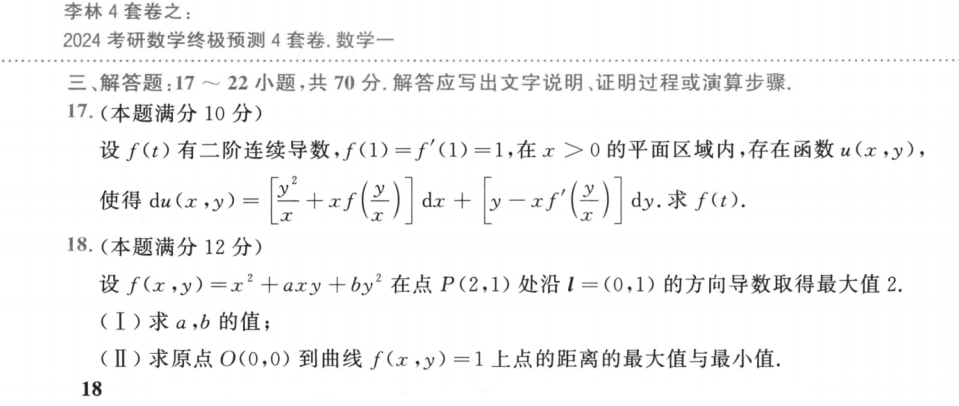 李林 4 套卷之:
2024 考研数学终极预测 4 套卷.数学一
三、解答题:17 ～ 22 小题,共 70 分.解答应写出文字说明、证明过程或演算步骤.
17. (本题满分 10 分)
设 f(t) 有二阶连续导数,f(1) = f′(1) = 1,在 x > 0 的平面区域内,存在函数 u(x,y),
使得 du(x,y) = [y²/x + xf(y/x)] dx + [y − xf′(y/x)] dy.求 f(t).
18. (本题满分 12 分)
设 f(x,y) = x² + axy + by² 在点 P(2,1) 处沿 l = (0,1) 的方向导数取得最大值 2.
(Ⅰ) 求 a,b 的值;
(Ⅱ) 求原点 O(0,0) 到曲线 f(x,y) = 1 上点的距离的最大值与最小值.
18